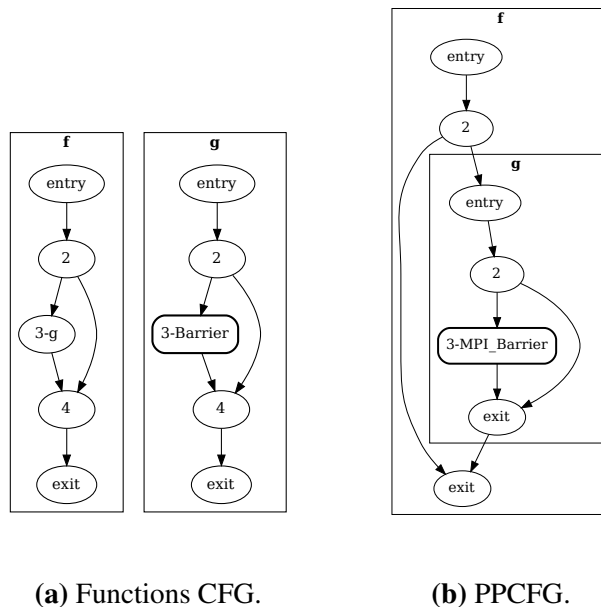 f
entry
2
3-g
4
exit
g
entry
2
3-Barrier
4
exit
f
entry
2
g
entry
2
3-MPI_Barrier
exit
exit
(a) Functions CFG.
(b) PPCFG.